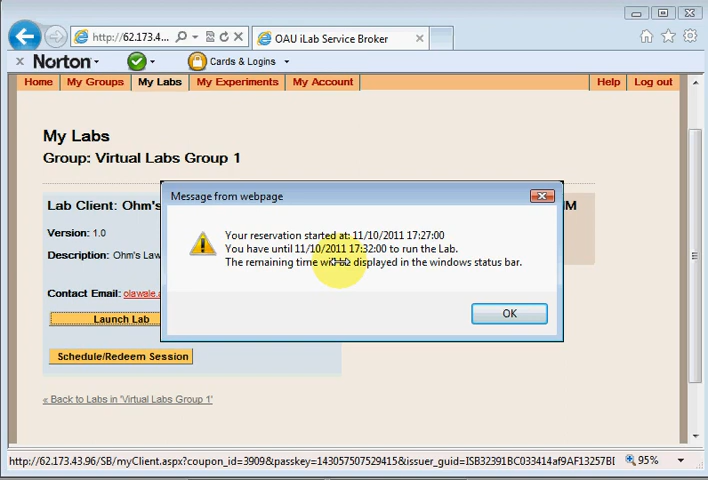 http://62.173.4...
OAU iLab Service Broker
Norton
Cards & Logins
Home
My Groups
My Labs
My Experiments
My Account
Help
Log out
My Labs
Group: Virtual Labs Group 1
Lab Client: Ohm's
M
Version: 1.0
Description: Ohm's Law
Contact Email: olawale.
Launch Lab
Schedule/Redeem Session
« Back to Labs in 'Virtual Labs Group 1'
Message from webpage
Your reservation started at: 11/10/2011 17:27:00
You have until 11/10/2011 17:32:00 to run the Lab.
The remaining time will be displayed in the windows status bar.
OK
http://62.173.43.96/SB/myClient.aspx?coupon_id=3909&passkey=143057507529415&issuer_guid=ISB32391BC033414af9AF13257B
95%